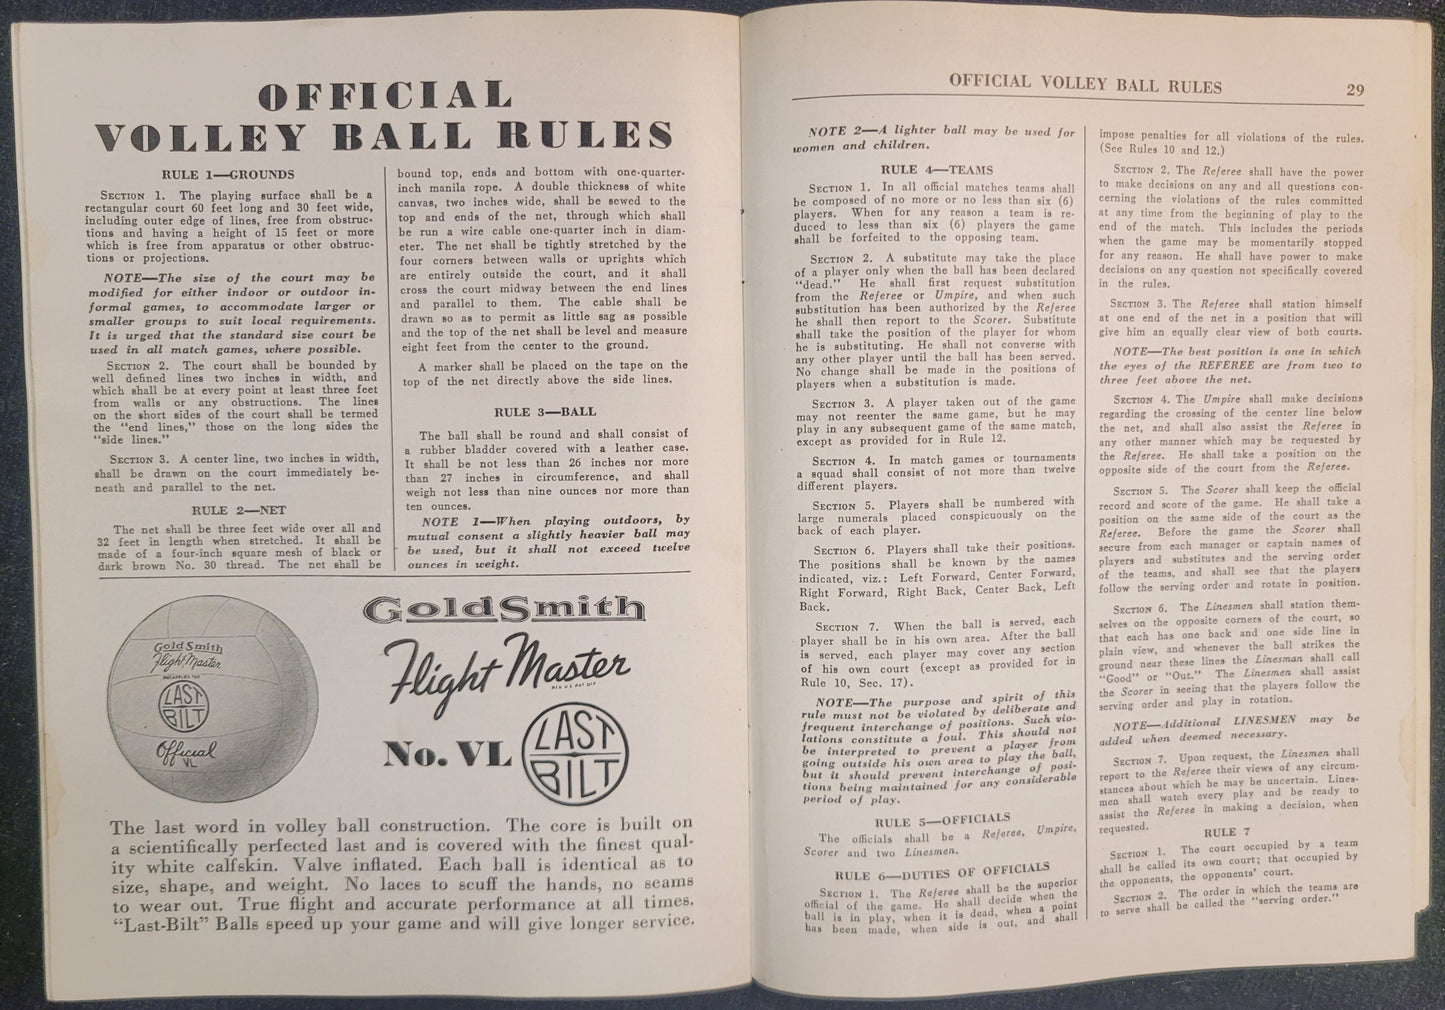 OFFICIAL
VOLLEY BALL RULES
RULE 1—GROUNDS
SECTION 1. The playing surface shall be a
rectangular court 60 feet long and 30 feet wide,
including outer edge of lines, free from obstruc-
tions and having a height of 15 feet or more
which is free from apparatus or other obstruc-
tions or projections.
NOTE—The size of the court may be
modified for either indoor or outdoor in-
formal games, to accommodate larger or
smaller groups to suit local requirements.
It is urged that the standard size court be
used in all match games, where possible.
SECTION 2. The court shall be bounded by
well defined lines two inches in width, and
which shall be at every point at least three feet
from walls or any obstructions. The lines
on the short sides of the court shall be termed
the "end lines," those on the long sides the
"side lines."
SECTION 3. A center line, two inches in width,
shall be drawn on the court immediately be-
neath and parallel to the net.
RULE 2—NET
The net shall be three feet wide over all and
32 feet in length when stretched. It shall be
made of a four-inch square mesh of black or
dark brown No. 30 thread. The net shall be
bound top, ends and bottom with one-quarter-
inch manila rope. A double thickness of white
canvas, two inches wide, shall be sewed to the
top and ends of the net, through which shall
be run a wire cable one-quarter inch in diam-
eter. The net shall be tightly stretched by the
four corners between walls or uprights which
are entirely outside the court, and it shall
cross the court midway between the end lines
and parallel to them. The cable shall be
drawn so as to permit as little sag as possible
and the top of the net shall be level and measure
eight feet from the center to the ground.
A marker shall be placed on the tape on the
top of the net directly above the side lines.
RULE 3—BALL
The ball shall be round and shall consist of
a rubber bladder covered with a leather case.
It shall be not less than 26 inches nor more
than 27 inches in circumference, and shall
weigh not less than nine ounces nor more than
ten ounces.
NOTE 1—When playing outdoors, by
mutual consent a slightly heavier ball may
be used, but it shall not exceed twelve
ounces in weight.
GoldSmith
Flight Master
LAST
BILT
Official
VL
GoldSmith
Flight Master
REG U.S. PAT OFF
No. VL
LAST
BILT
The last word in volley ball construction. The core is built on
a scientifically perfected last and is covered with the finest qual-
ity white calfskin. Valve inflated. Each ball is identical as to
size, shape, and weight. No laces to scuff the hands, no seams
to wear out. True flight and accurate performance at all times.
"Last-Bilt" Balls speed up your game and will give longer service.
OFFICIAL VOLLEY BALL RULES
29
NOTE 2—A lighter ball may be used for
women and children.
RULE 4—TEAMS
SECTION 1. In all official matches teams shall
be composed of no more or no less than six (6)
players. When for any reason a team is re-
duced to less than six (6) players the game
shall be forfeited to the opposing team.
SECTION 2. A substitute may take the place
of a player only when the ball has been declared
"dead." He shall first request substitution
from the Referee or Umpire, and when such
substitution has been authorized by the Referee
he shall then report to the Scorer. Substitute
shall take the position of the player for whom
he is substituting. He shall not converse with
any other player until the ball has been served.
No change shall be made in the positions of
players when a substitution is made.
SECTION 3. A player taken out of the game
may not reenter the same game, but he may
play in any subsequent game of the same match,
except as provided for in Rule 12.
SECTION 4. In match games or tournaments
a squad shall consist of not more than twelve
different players.
SECTION 5. Players shall be numbered with
large numerals placed conspicuously on the
back of each player.
SECTION 6. Players shall take their positions.
The positions shall be known by the names
indicated, viz.: Left Forward, Center Forward,
Right Forward, Right Back, Center Back, Left
Back.
SECTION 7. When the ball is served, each
player shall be in his own area. After the ball
is served, each player may cover any section
of his own court (except as provided for in
Rule 10, Sec. 17).
NOTE—The purpose and spirit of this
rule must not be violated by deliberate and
frequent interchange of positions. Such vio-
lations constitute a foul. This should not
be interpreted to prevent a player from
going outside his own area to play the ball,
but it should prevent interchange of posi-
tions being maintained for any considerable
period of play.
RULE 5—OFFICIALS
The officials shall be a Referee, Umpire,
Scorer and two Linesmen.
RULE 6—DUTIES OF OFFICIALS
SECTION 1. The Referee shall be the superior
official of the game. He shall decide when the
ball is in play, when it is dead, when a point
has been made, when side is out, and shall
impose penalties for all violations of the rules.
(See Rules 10 and 12.)
SECTION 2. The Referee shall have the power
to make decisions on any and all questions con-
cerning the violations of the rules committed
at any time from the beginning of play to the
end of the match. This includes the periods
when the game may be momentarily stopped
for any reason. He shall have power to make
decisions on any question not specifically covered
in the rules.
SECTION 3. The Referee shall station himself
at one end of the net in a position that will
give him an equally clear view of both courts.
NOTE—The best position is one in which
the eyes of the REFEREE are from two to
three feet above the net.
SECTION 4. The Umpire shall make decisions
regarding the crossing of the center line below
the net, and shall also assist the Referee in
any other manner which may be requested by
the Referee. He shall take a position on the
opposite side of the court from the Referee.
SECTION 5. The Scorer shall keep the official
record and score of the game. He shall take a
position on the same side of the court as the
Referee. Before the game the Scorer shall
secure from each manager or captain names of
players and substitutes and the serving order
of the teams, and shall see that the players
follow the serving order and rotate in position.
SECTION 6. The Linesmen shall station them-
selves on the opposite corners of the court, so
that each has one back and one side line in
plain view, and whenever the ball strikes the
ground near these lines the Linesman shall call
"Good" or "Out." The Linesmen shall assist
the Scorer in seeing that the players follow the
serving order and play in rotation.
NOTE—Additional LINESMEN may be
added when deemed necessary.
SECTION 7. Upon request, the Linesmen shall
report to the Referee their views of any circum-
stances about which he may be uncertain. Lines-
men shall watch every play and be ready to
assist the Referee in making a decision, when
requested.
RULE 7
SECTION 1. The court occupied by a team
shall be called its own court; that occupied by
the opponents, the opponents' court.
SECTION 2. The order in which the teams are
to serve shall be called the "serving order."